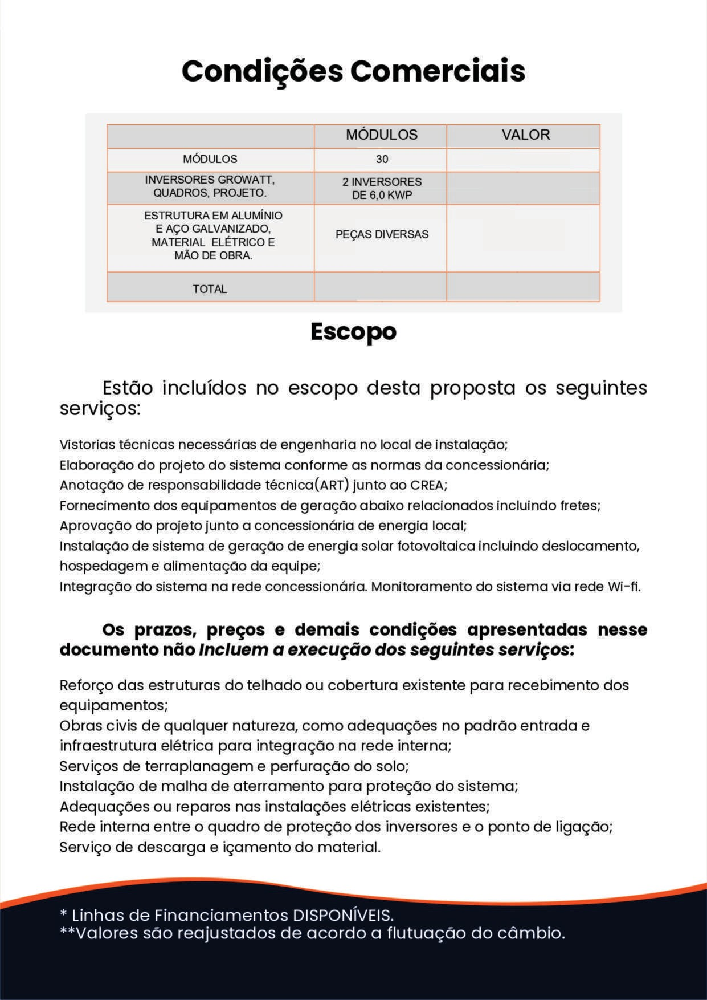 Condições Comerciais
MÓDULOS VALOR
MÓDULOS 30
INVERSORES GROWATT,
QUADROS, PROJETO.
2 INVERSORES
DE 6,0 KWP
ESTRUTURA EM ALUMÍNIO
E AÇO GALVANIZADO,
MATERIAL ELÉTRICO E
MÃO DE OBRA.
PEÇAS DIVERSAS
TOTAL
Escopo
Estão incluídos no escopo desta proposta os seguintes
serviços:
Vistorias técnicas necessárias de engenharia no local de instalação;
Elaboração do projeto do sistema conforme as normas da concessionária;
Anotação de responsabilidade técnica(ART) junto ao CREA;
Fornecimento dos equipamentos de geração abaixo relacionados incluindo fretes;
Aprovação do projeto junto a concessionária de energia local;
Instalação de sistema de geração de energia solar fotovoltaica incluindo deslocamento,
hospedagem e alimentação da equipe;
Integração do sistema na rede concessionária. Monitoramento do sistema via rede Wi-fi.
Os prazos, preços e demais condições apresentadas nesse
documento não Incluem a execução dos seguintes serviços:
Reforço das estruturas do telhado ou cobertura existente para recebimento dos
equipamentos;
Obras civis de qualquer natureza, como adequações no padrão entrada e
infraestrutura elétrica para integração na rede interna;
Serviços de terraplanagem e perfuração do solo;
Instalação de malha de aterramento para proteção do sistema;
Adequações ou reparos nas instalações elétricas existentes;
Rede interna entre o quadro de proteção dos inversores e o ponto de ligação;
Serviço de descarga e içamento do material.
* Linhas de Financiamentos DISPONÍVEIS.
**Valores são reajustados de acordo a flutuação do câmbio.